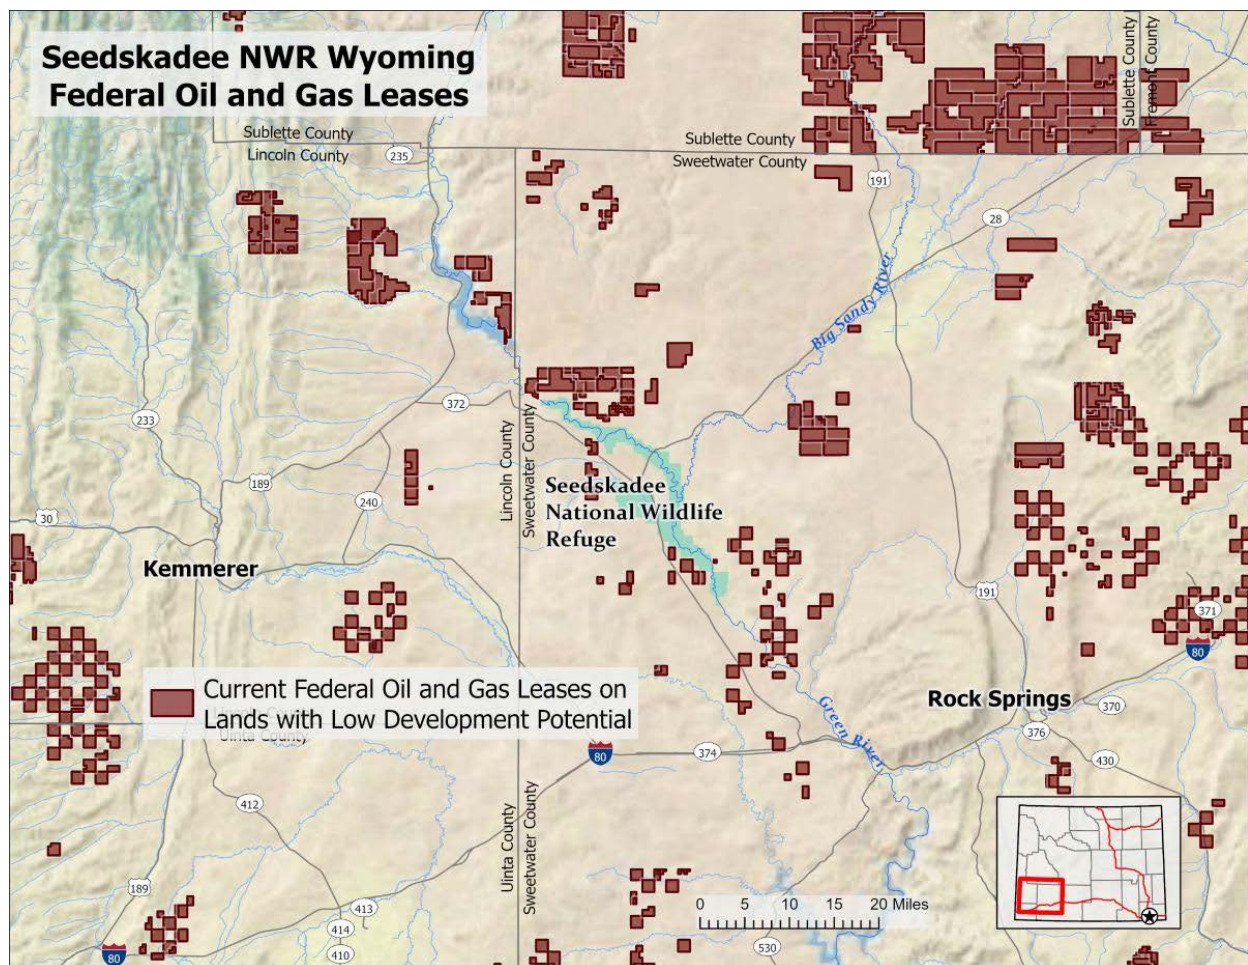 Seedskadee NWR Wyoming
Federal Oil and Gas Leases
Sublette County
Lincoln County
235
Sublette County
Sweetwater County
Sublette County
Fremont County
191
28
Big Sandy River
233
372
Lincoln County
Sweetwater County
189
240
30
Kemmerer
Seedskadee
National Wildlife
Refuge
191
371
80
Current Federal Oil and Gas Leases on
Lands with Low Development Potential
Lincoln County
Uinta County
Rock Springs
Green River
370
376
430
80
374
412
Uinta County
Sweetwater County
189
413
414
410
80
530
0 5 10 15 20 Miles